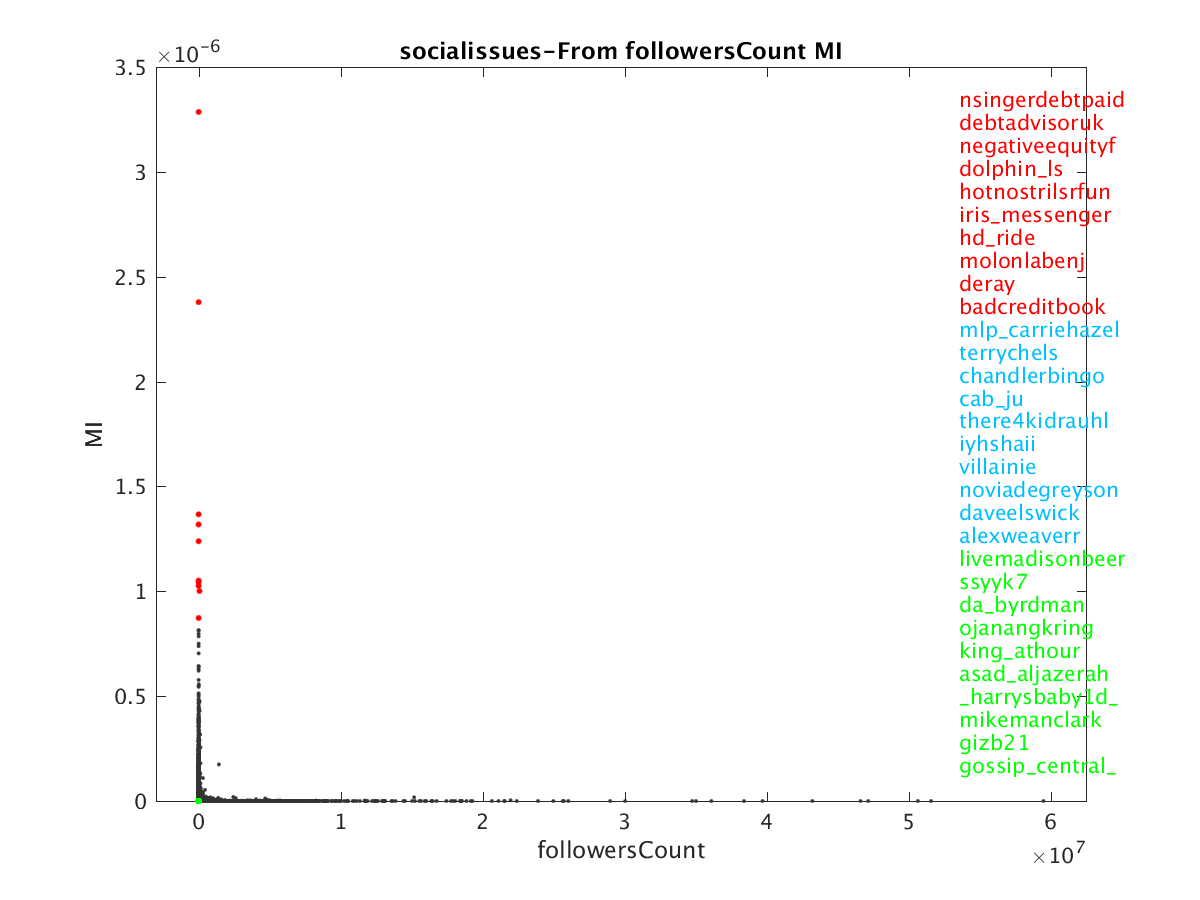 socialissues-From followersCount MI
×10⁻⁶
3.5
3
2.5
2
1.5
1
0.5
0
MI
0 1 2 3 4 5 6
followersCount
×10⁷
nsingerdebtpaid
debtadvisoruk
negativeequityf
dolphin_ls
hotnostrilsrfun
iris_messenger
hd_ride
molonlabenj
deray
badcreditbook
mlp_carriehazel
terrychels
chandlerbingo
cab_ju
there4kidrauhl
iyhshaii
villainie
noviadegreyson
daveelswick
alexweaverr
livemadisonbeer
ssyyk7
da_byrdman
ojanangkring
king_athour
asad_aljazerah
_harrysbaby1d_
mikemanclark
gizb21
gossip_central_